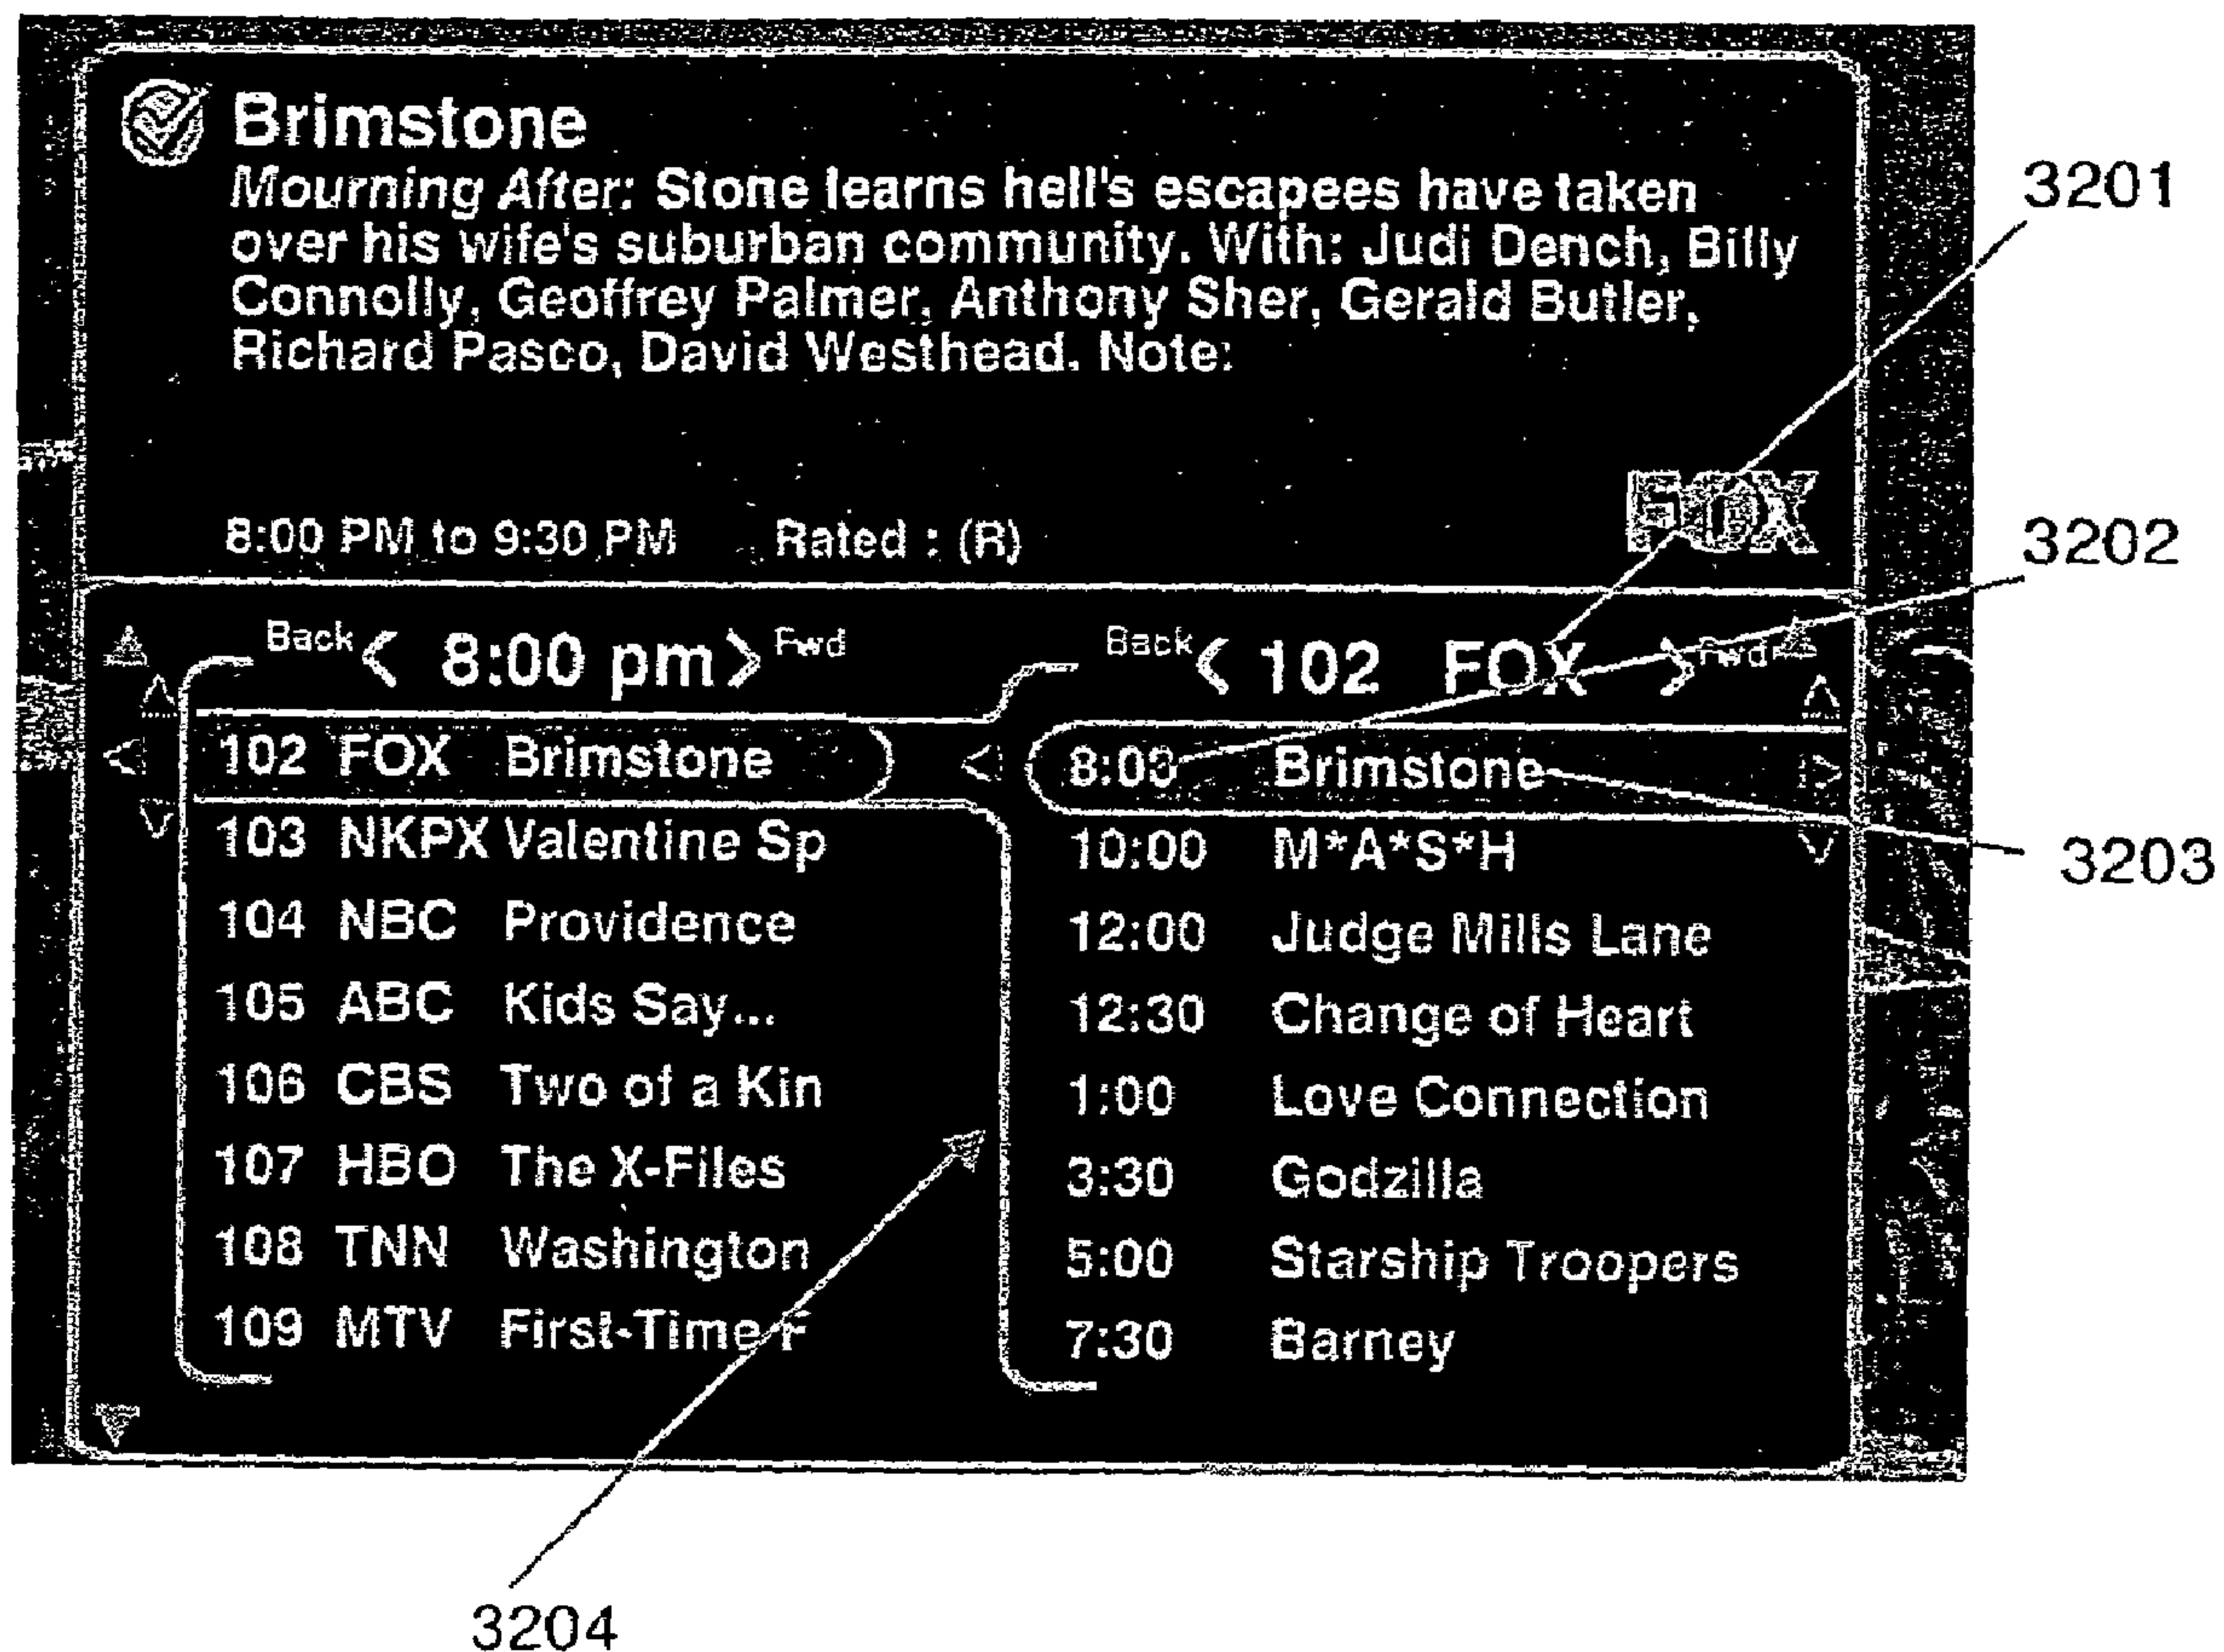 Brimstone
Mourning After: Stone learns hell's escapees have taken
over his wife's suburban community. With: Judi Dench, Billy
Connolly, Geoffrey Palmer, Anthony Sher, Gerald Butler,
Richard Pasco, David Westhead. Note:
FOX
8:00 PM to 9:30 PM Rated : (R)
Back < 8:00 pm > Fwd
102 FOX Brimstone
103 NKPX Valentine Sp
104 NBC Providence
105 ABC Kids Say...
106 CBS Two of a Kin
107 HBO The X-Files
108 TNN Washington
109 MTV First-Time F
Back < 102 FOX > Fwd
8:00 Brimstone
10:00 M*A*S*H
12:00 Judge Mills Lane
12:30 Change of Heart
1:00 Love Connection
3:30 Godzilla
5:00 Starship Troopers
7:30 Barney
3201
3202
3203
3204